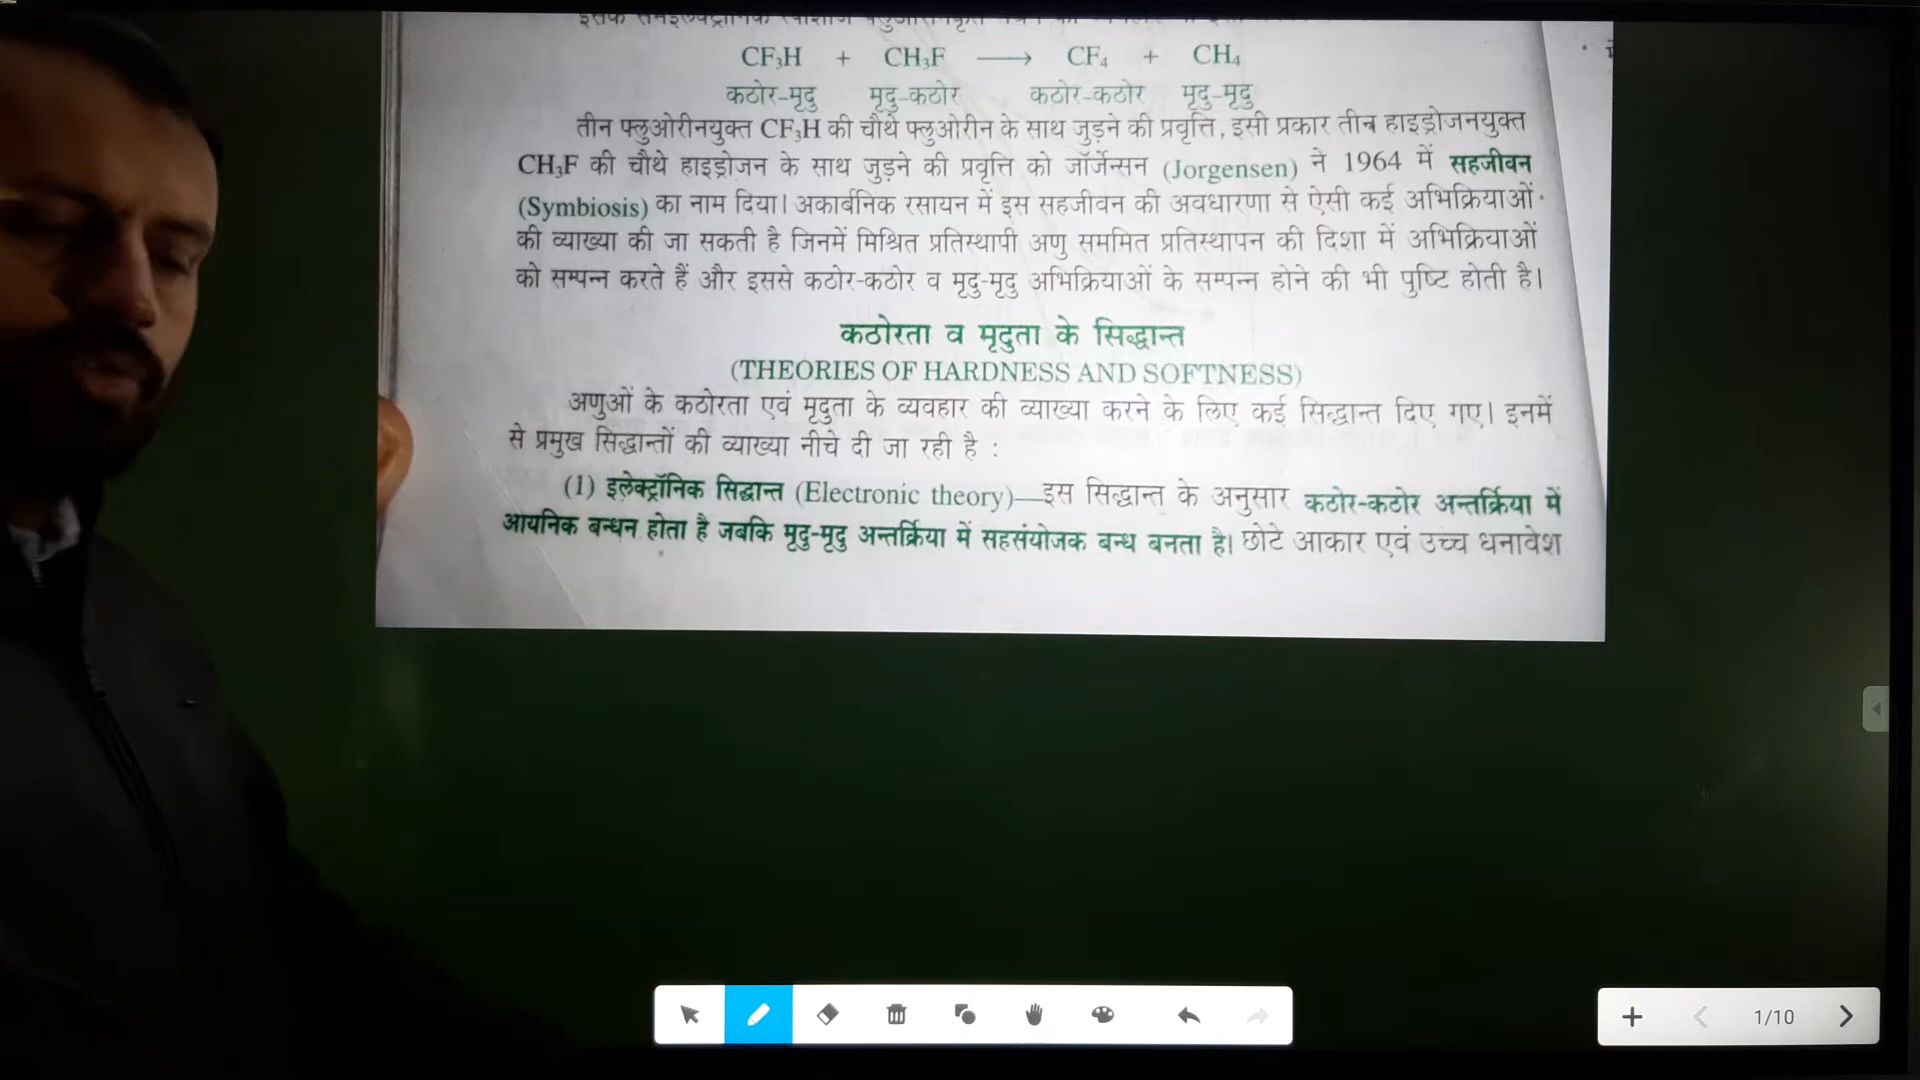 CF₃H + CH₃F ⟶ CF₄ + CH₄
कठोर-मृदु मृदु-कठोर कठोर-कठोर मृदु-मृदु
तीन फ्लुओरीनयुक्त CF₃H की चौथे फ्लुओरीन के साथ जुड़ने की प्रवृत्ति, इसी प्रकार तीन हाइड्रोजनयुक्त
CH₃F की चौथे हाइड्रोजन के साथ जुड़ने की प्रवृत्ति को जॉर्जेन्सन (Jorgensen) ने 1964 में सहजीवन
(Symbiosis) का नाम दिया। अकार्बनिक रसायन में इस सहजीवन की अवधारणा से ऐसी कई अभिक्रियाओं
की व्याख्या की जा सकती है जिनमें मिश्रित प्रतिस्थापी अणु सममित प्रतिस्थापन की दिशा में अभिक्रियाओं
को सम्पन्न करते हैं और इससे कठोर-कठोर व मृदु-मृदु अभिक्रियाओं के सम्पन्न होने की भी पुष्टि होती है।
कठोरता व मृदुता के सिद्धान्त
(THEORIES OF HARDNESS AND SOFTNESS)
अणुओं के कठोरता एवं मृदुता के व्यवहार की व्याख्या करने के लिए कई सिद्धान्त दिए गए। इनमें
से प्रमुख सिद्धान्तों की व्याख्या नीचे दी जा रही है :
(1) इलेक्ट्रॉनिक सिद्धान्त (Electronic theory)—इस सिद्धान्त के अनुसार कठोर-कठोर अन्तर्क्रिया में
आयनिक बन्धन होता है जबकि मृदु-मृदु अन्तर्क्रिया में सहसंयोजक बन्ध बनता है। छोटे आकार एवं उच्च धनावेश
1/10